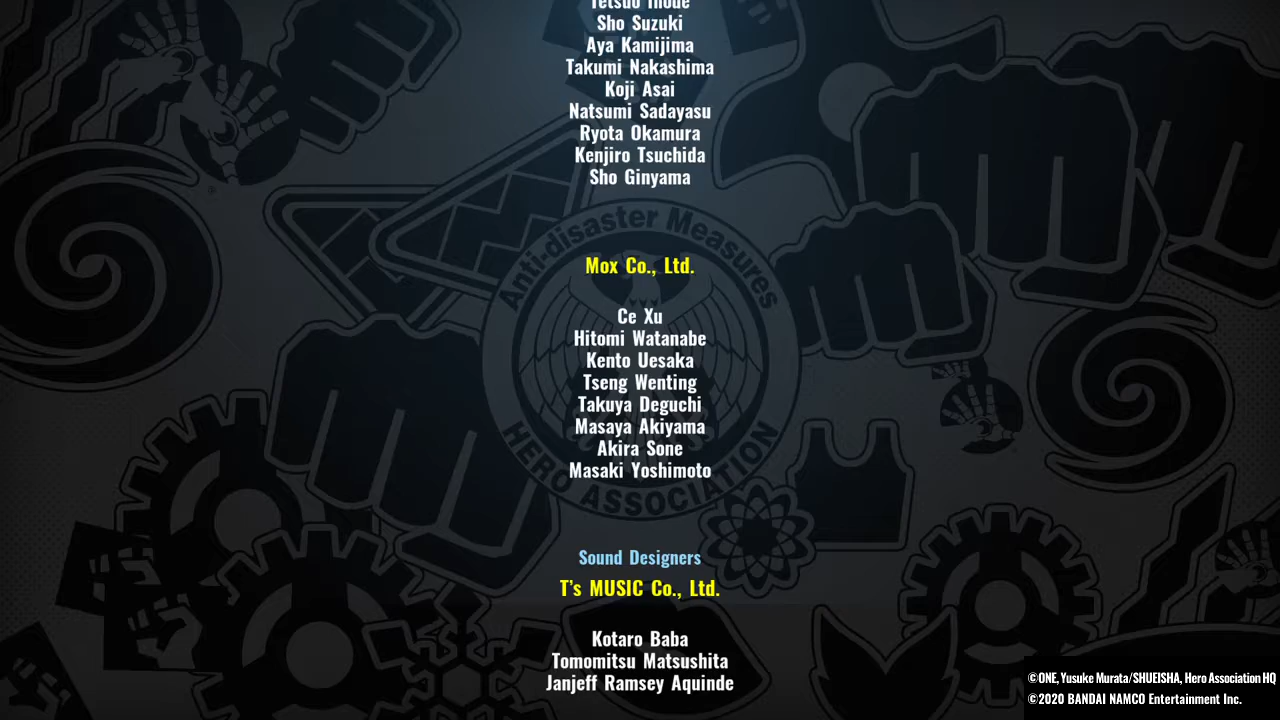 Tetsuo Inoue
Sho Suzuki
Aya Kamijima
Takumi Nakashima
Koji Asai
Natsumi Sadayasu
Ryota Okamura
Kenjiro Tsuchida
Sho Ginyama
Anti-disaster Measures
HERO ASSOCIATION
Mox Co., Ltd.
Ce Xu
Hitomi Watanabe
Kento Uesaka
Tseng Wenting
Takuya Deguchi
Masaya Akiyama
Akira Sone
Masaki Yoshimoto
Sound Designers
T's MUSIC Co., Ltd.
Kotaro Baba
Tomomitsu Matsushita
Janjeff Ramsey Aquinde
©ONE, Yusuke Murata/SHUEISHA, Hero Association HQ
©2020 BANDAI NAMCO Entertainment Inc.